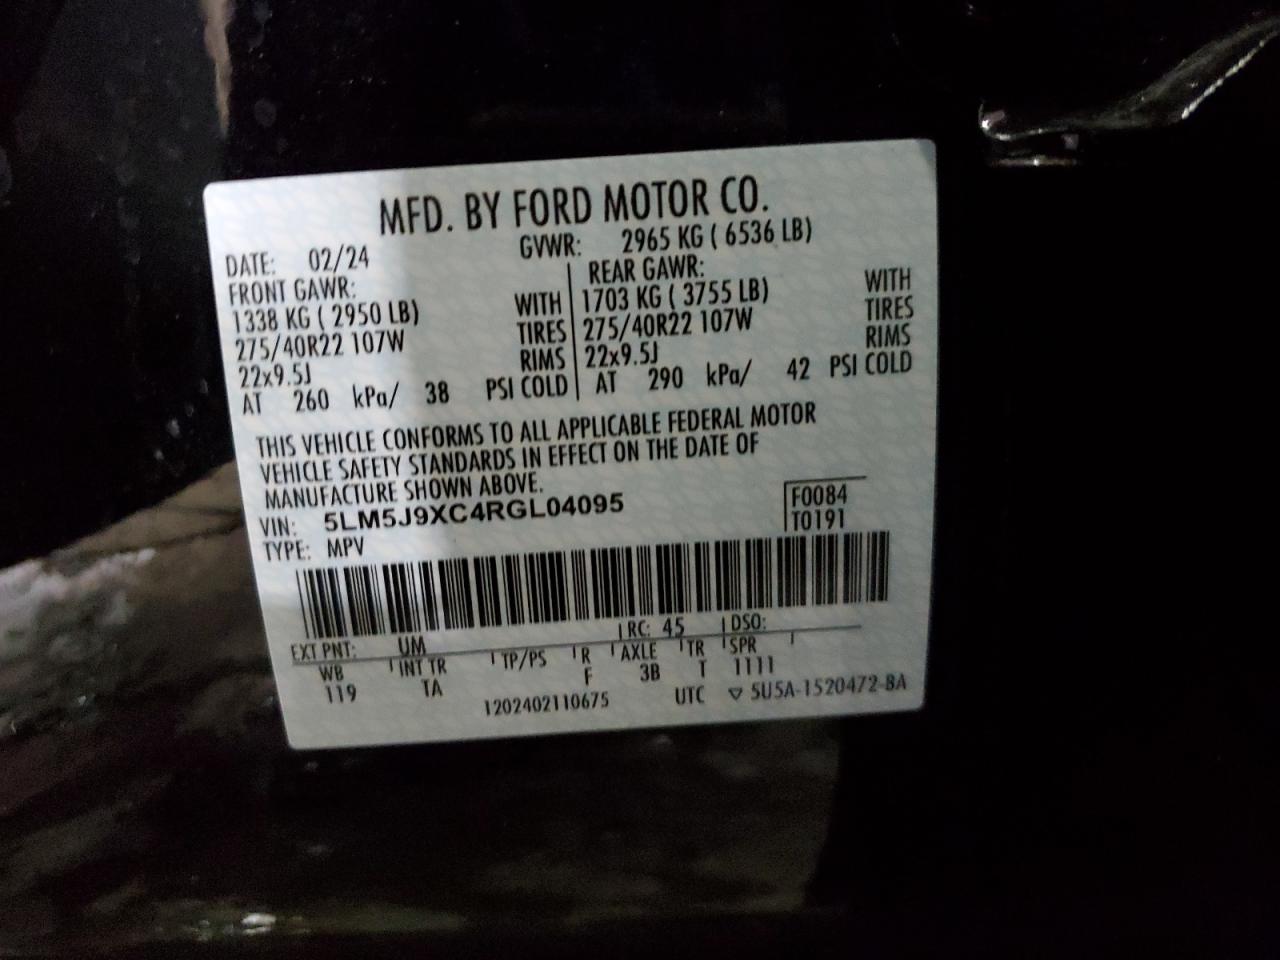 MFD. BY FORD MOTOR CO.
DATE: 02/24 GVWR: 2965 KG ( 6536 LB)
FRONT GAWR: REAR GAWR:
1338 KG ( 2950 LB) WITH 1703 KG ( 3755 LB) WITH
275/40R22 107W TIRES 275/40R22 107W TIRES
22x9.5J RIMS 22x9.5J RIMS
AT 260 kPa/ 38 PSI COLD AT 290 kPa/ 42 PSI COLD
THIS VEHICLE CONFORMS TO ALL APPLICABLE FEDERAL MOTOR
VEHICLE SAFETY STANDARDS IN EFFECT ON THE DATE OF
MANUFACTURE SHOWN ABOVE.
VIN: 5LM5J9XC4RGL04095 F0084
TYPE: MPV T0191
EXT PNT: UM RC: 45 DSO:
WB INT TR TP/PS R AXLE TR SPR
119 TA F 3B T 1111
1202402110675 UTC ▽ 5U5A-1520472-BA